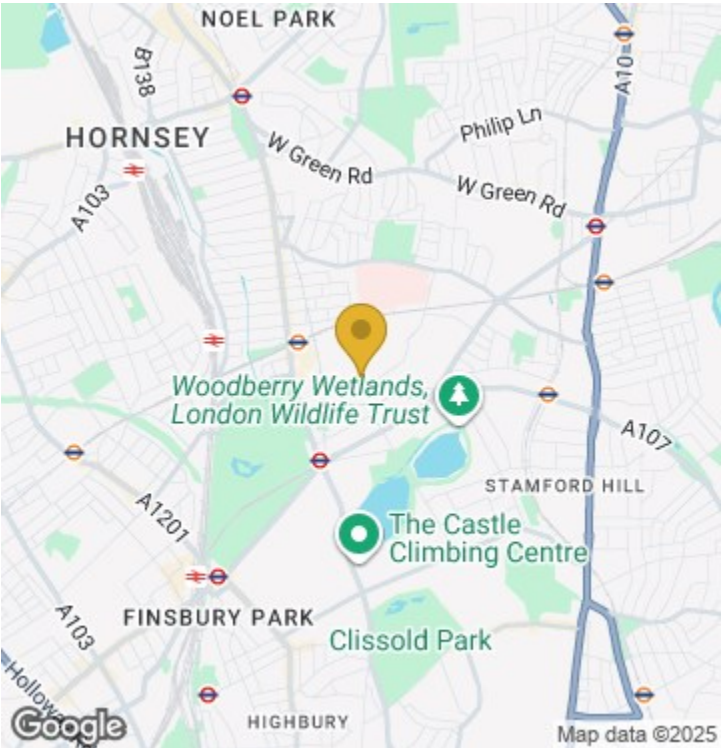 NOEL PARK
B138
A10
HORNSEY
Philip Ln
W Green Rd
W Green Rd
A103
Woodberry Wetlands,
London Wildlife Trust
A107
STAMFORD HILL
A1201
The Castle
Climbing Centre
FINSBURY PARK
A103
Clissold Park
HIGHBURY
Google
Map data ©2025